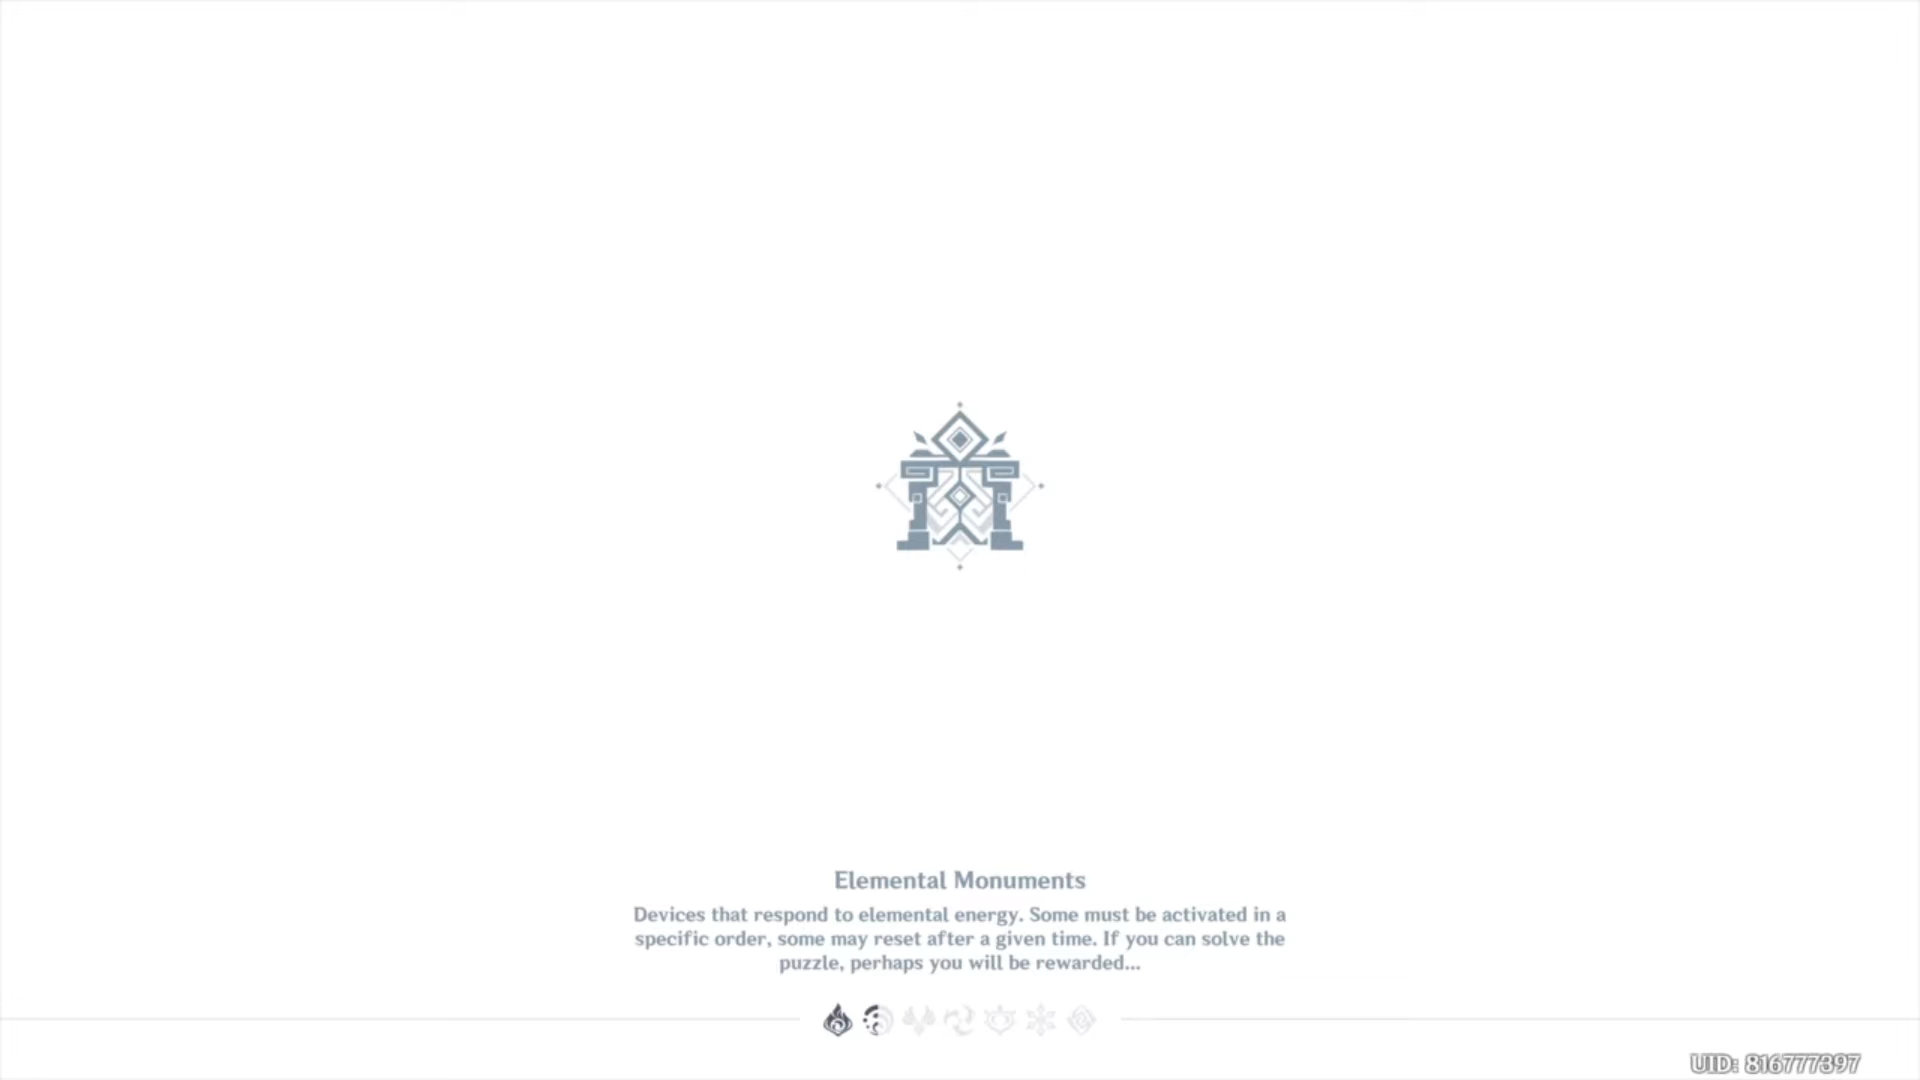 Elemental Monuments
Devices that respond to elemental energy. Some must be activated in a
specific order, some may reset after a given time. If you can solve the
puzzle, perhaps you will be rewarded...
UID: 816777397